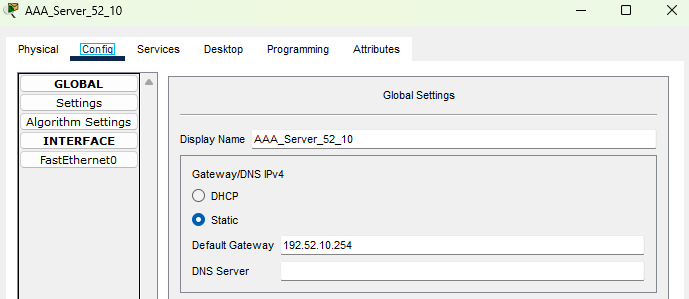 AAA_Server_52_10
Physical Config Services Desktop Programming Attributes
GLOBAL
Settings
Algorithm Settings
INTERFACE
FastEthernet0
Global Settings
Display Name AAA_Server_52_10
Gateway/DNS IPv4
DHCP
Static
Default Gateway 192.52.10.254
DNS Server